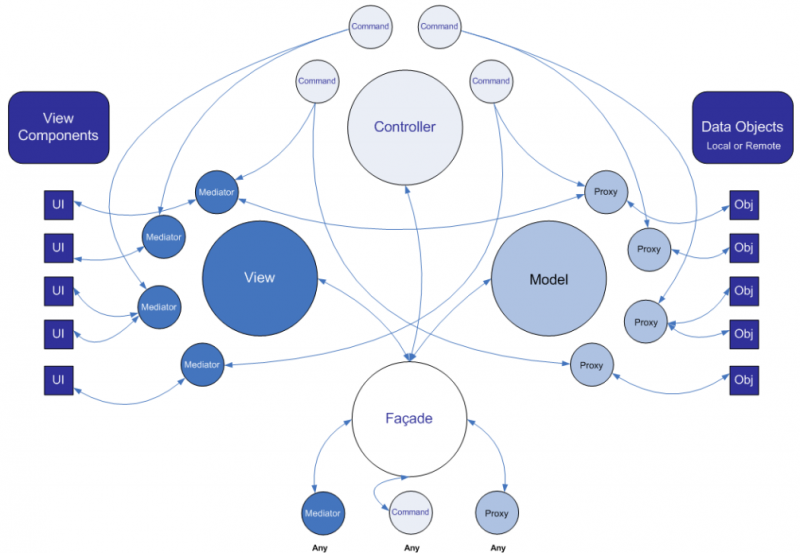 Command
Command
Command
Command
Controller
View
Components
Data Objects
Local or Remote
UI
Mediator
Proxy
Obj
UI
Mediator
Proxy
Obj
View
Model
UI
Mediator
Proxy
Obj
UI
Obj
UI
Mediator
Proxy
Obj
Façade
Mediator
Command
Proxy
Any
Any
Any